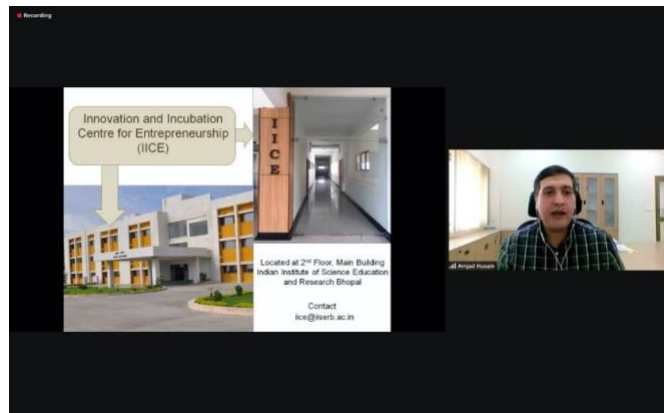 Recording
Innovation and Incubation
Centre for Entrepreneurship
(IICE)
I
I
C
E
Located at 2nd Floor, Main Building
Indian Institute of Science Education
and Research Bhopal
Contact
iice@iiserb.ac.in
Amjad Husain